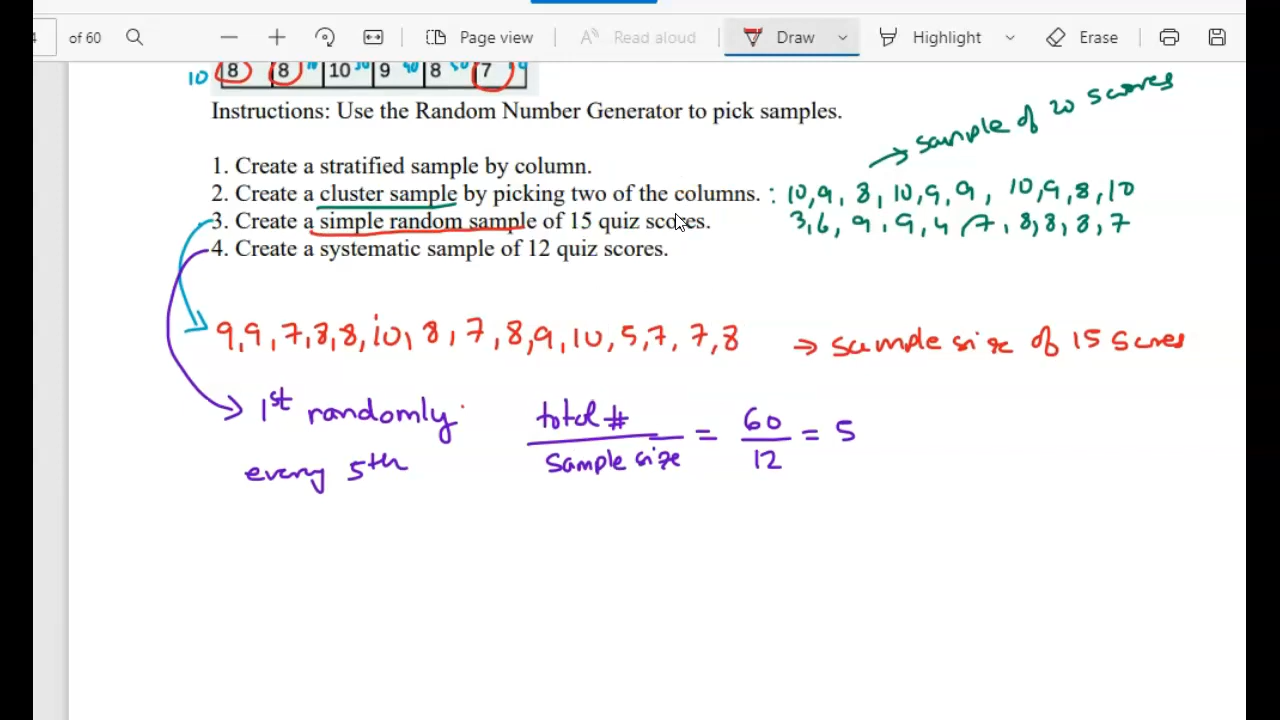 4 of 60 Page view Read aloud Draw Highlight Erase
10 8 8 10 9 8 7
Instructions: Use the Random Number Generator to pick samples.
→ sample of 20 scores
1. Create a stratified sample by column.
2. Create a cluster sample by picking two of the columns. : 10, 9, 8, 10, 9, 9, 10, 9, 8, 10
3. Create a simple random sample of 15 quiz scores. 3, 6, 9, 9, 4, 7, 8, 8, 8, 7
4. Create a systematic sample of 12 quiz scores.
9, 9, 7, 8, 8, 10, 8, 7, 8, 9, 10, 5, 7, 7, 8 → sample size of 15 scores
1st randomly total # / sample size = 60 / 12 = 5
every 5th